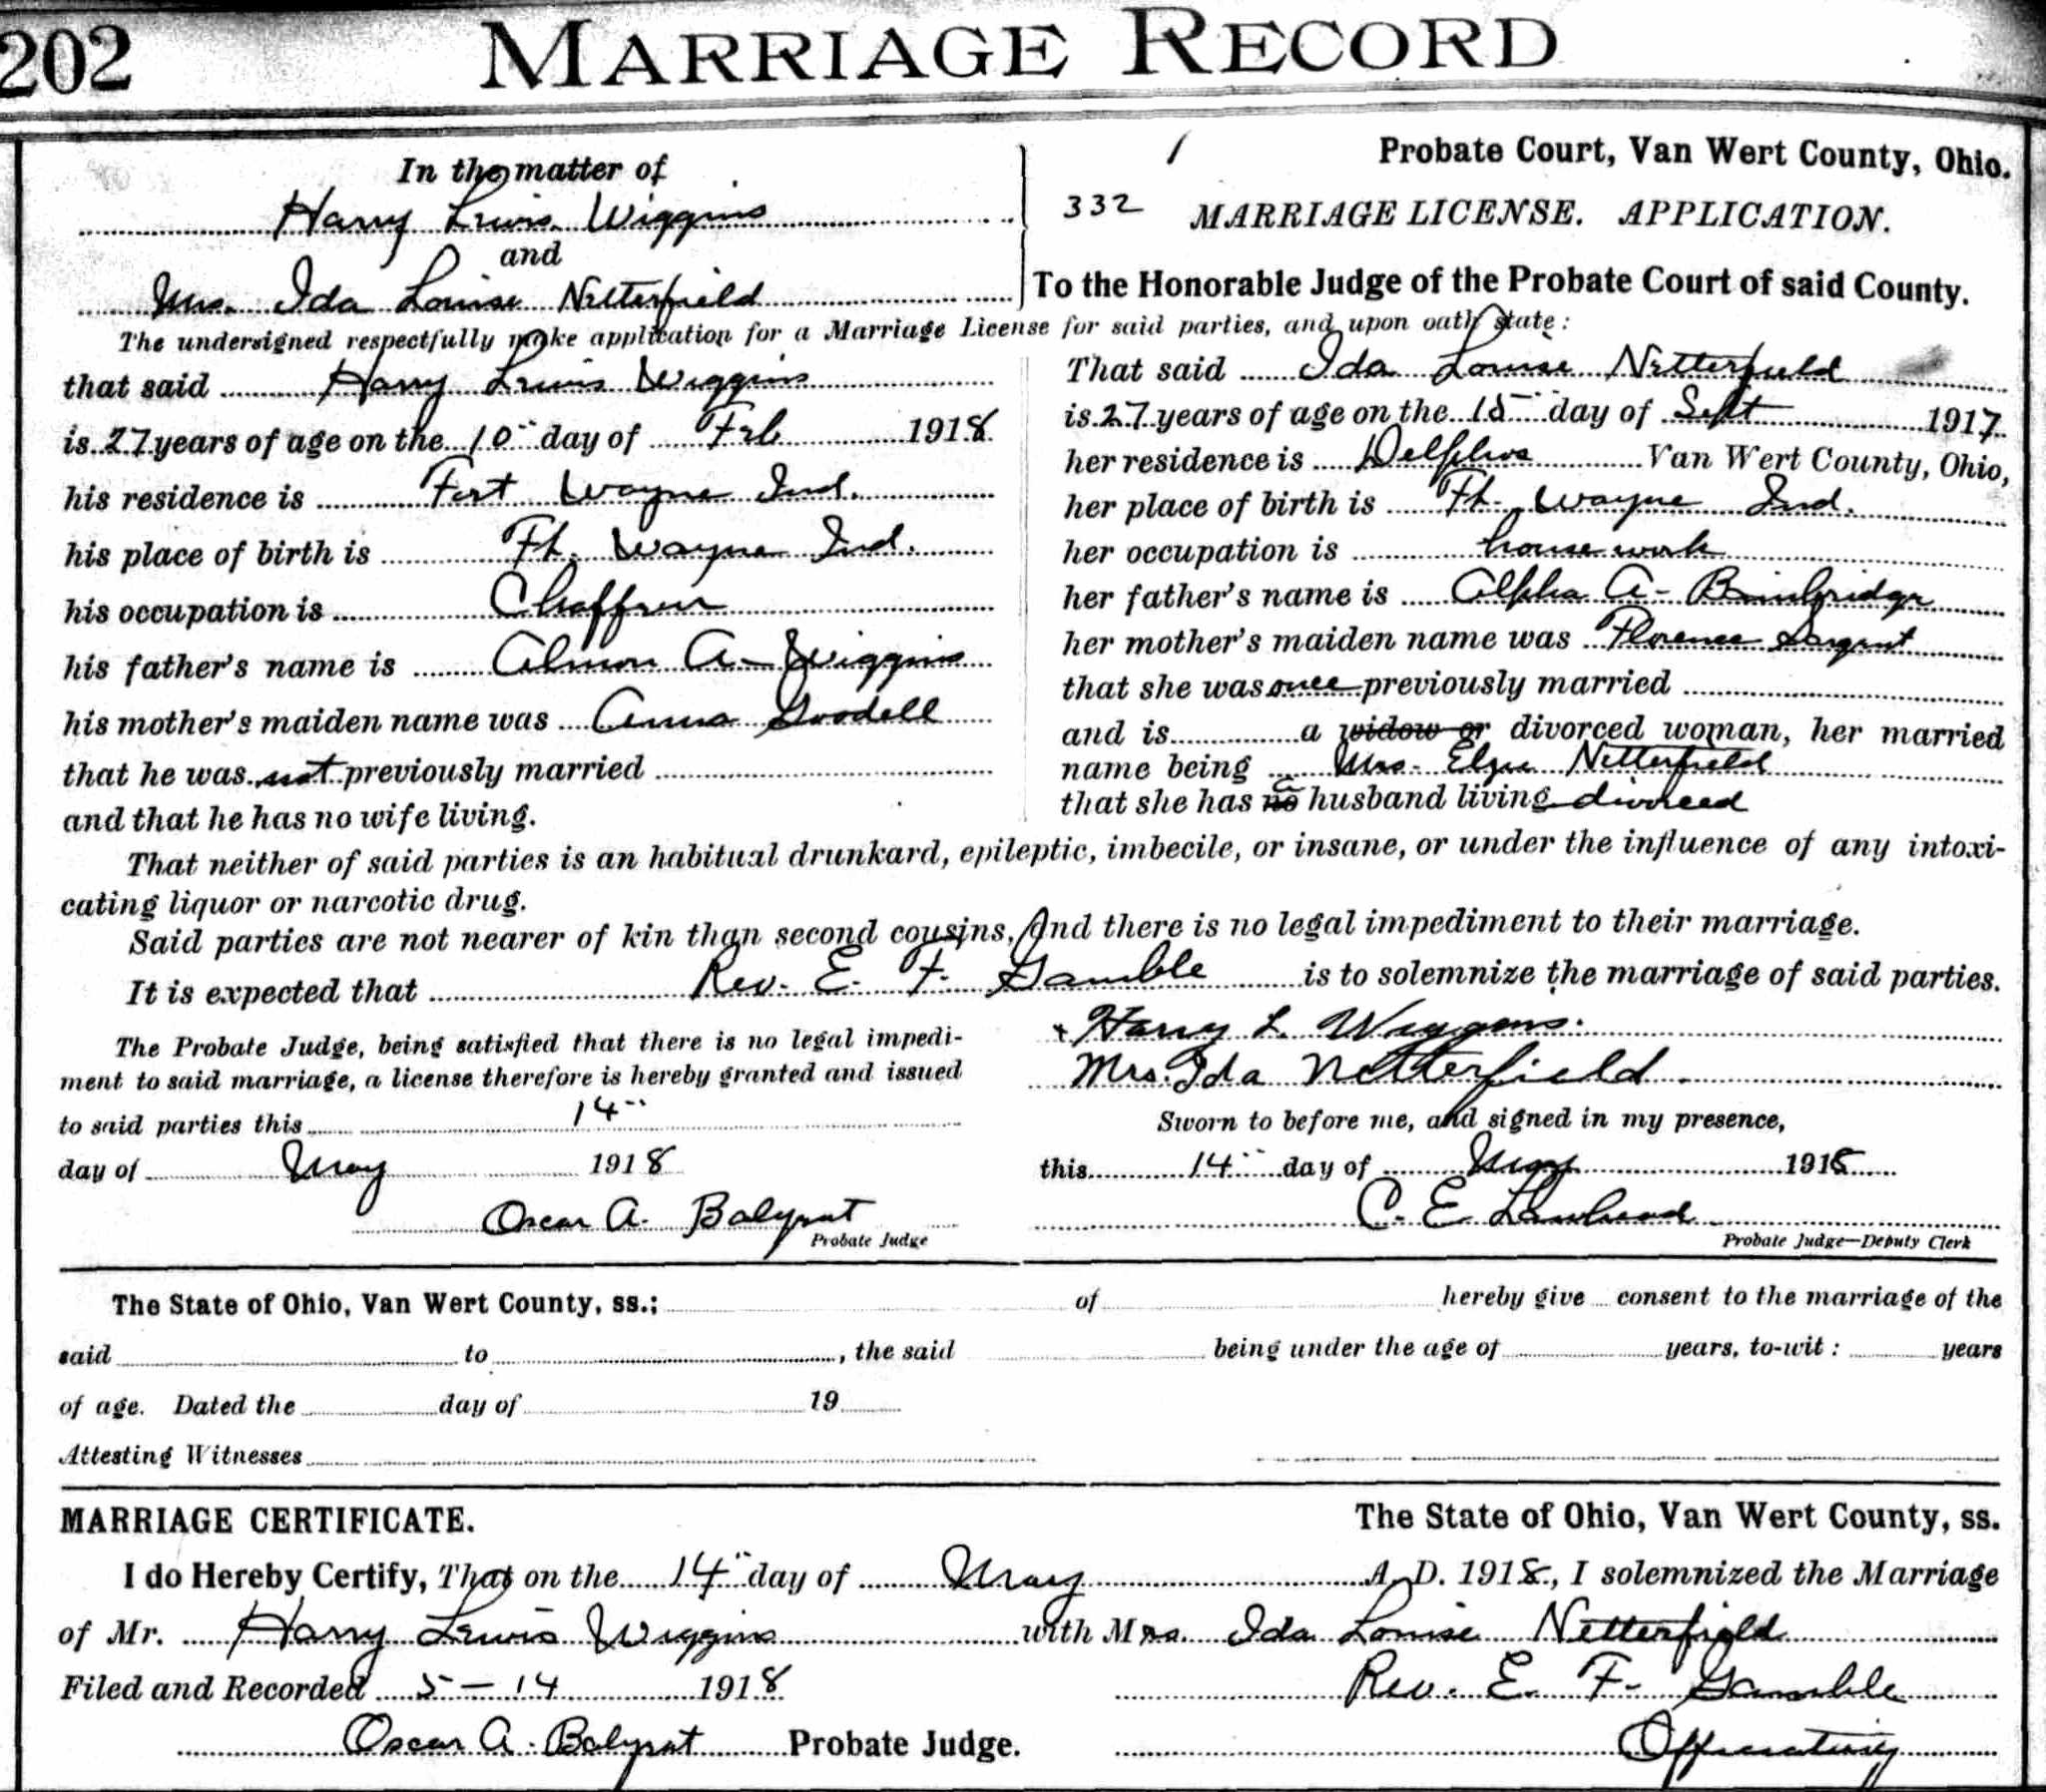 202 MARRIAGE RECORD
In the matter of
Harry Lewis Wiggins
and
Mrs. Ida Louise Netterfield
1 Probate Court, Van Wert County, Ohio.
332 MARRIAGE LICENSE. APPLICATION.
To the Honorable Judge of the Probate Court of said County.
The undersigned respectfully make application for a Marriage License for said parties, and upon oath state:
that said Harry Lewis Wiggins
is 27 years of age on the 10" day of Feb 1918
his residence is Fort Wayne Ind.
his place of birth is Ft. Wayne Ind.
his occupation is
his father's name is Almon A. Wiggins
his mother's maiden name was Anna Goodell
that he was not previously married
and that he has no wife living.
That said Ida Louise Netterfield
is 27 years of age on the 15" day of Sept 1917
her residence is Delphos Van Wert County, Ohio,
her place of birth is Ft. Wayne Ind.
her occupation is house work
her father's name is Alpha A- Bainbridge
her mother's maiden name was Florence Sargent
that she was once previously married
and is a widow or divorced woman, her married
name being Mrs. Elzie Netterfield
that she has no a husband living divorced
That neither of said parties is an habitual drunkard, epileptic, imbecile, or insane, or under the influence of any intoxi-
cating liquor or narcotic drug.
Said parties are not nearer of kin than second cousins, And there is no legal impediment to their marriage.
It is expected that Rev. E. F. Gamble is to solemnize the marriage of said parties.
The Probate Judge, being satisfied that there is no legal impedi-
ment to said marriage, a license therefore is hereby granted and issued
to said parties this 14"
day of May 1918
Oscar A.
Probate Judge
x Harry L. Wiggins.
Mrs. Ida Netterfield
Sworn to before me, and signed in my presence,
this 14" day of May 1918
C. E. Lawhead
Probate Judge—Deputy Clerk
The State of Ohio, Van Wert County, ss.; of hereby give consent to the marriage of the
said to , the said being under the age of years, to-wit : years
of age. Dated the day of 19
Attesting Witnesses
MARRIAGE CERTIFICATE. The State of Ohio, Van Wert County, ss.
I do Hereby Certify, That on the 14" day of May A. D. 1918, I solemnized the Marriage
of Mr. Harry Lewis Wiggins with Mrs. Ida Louise Netterfield
Filed and Recorded 5-14 1918 Rev. E. F. Gamble
Oscar A. Probate Judge. Officiating